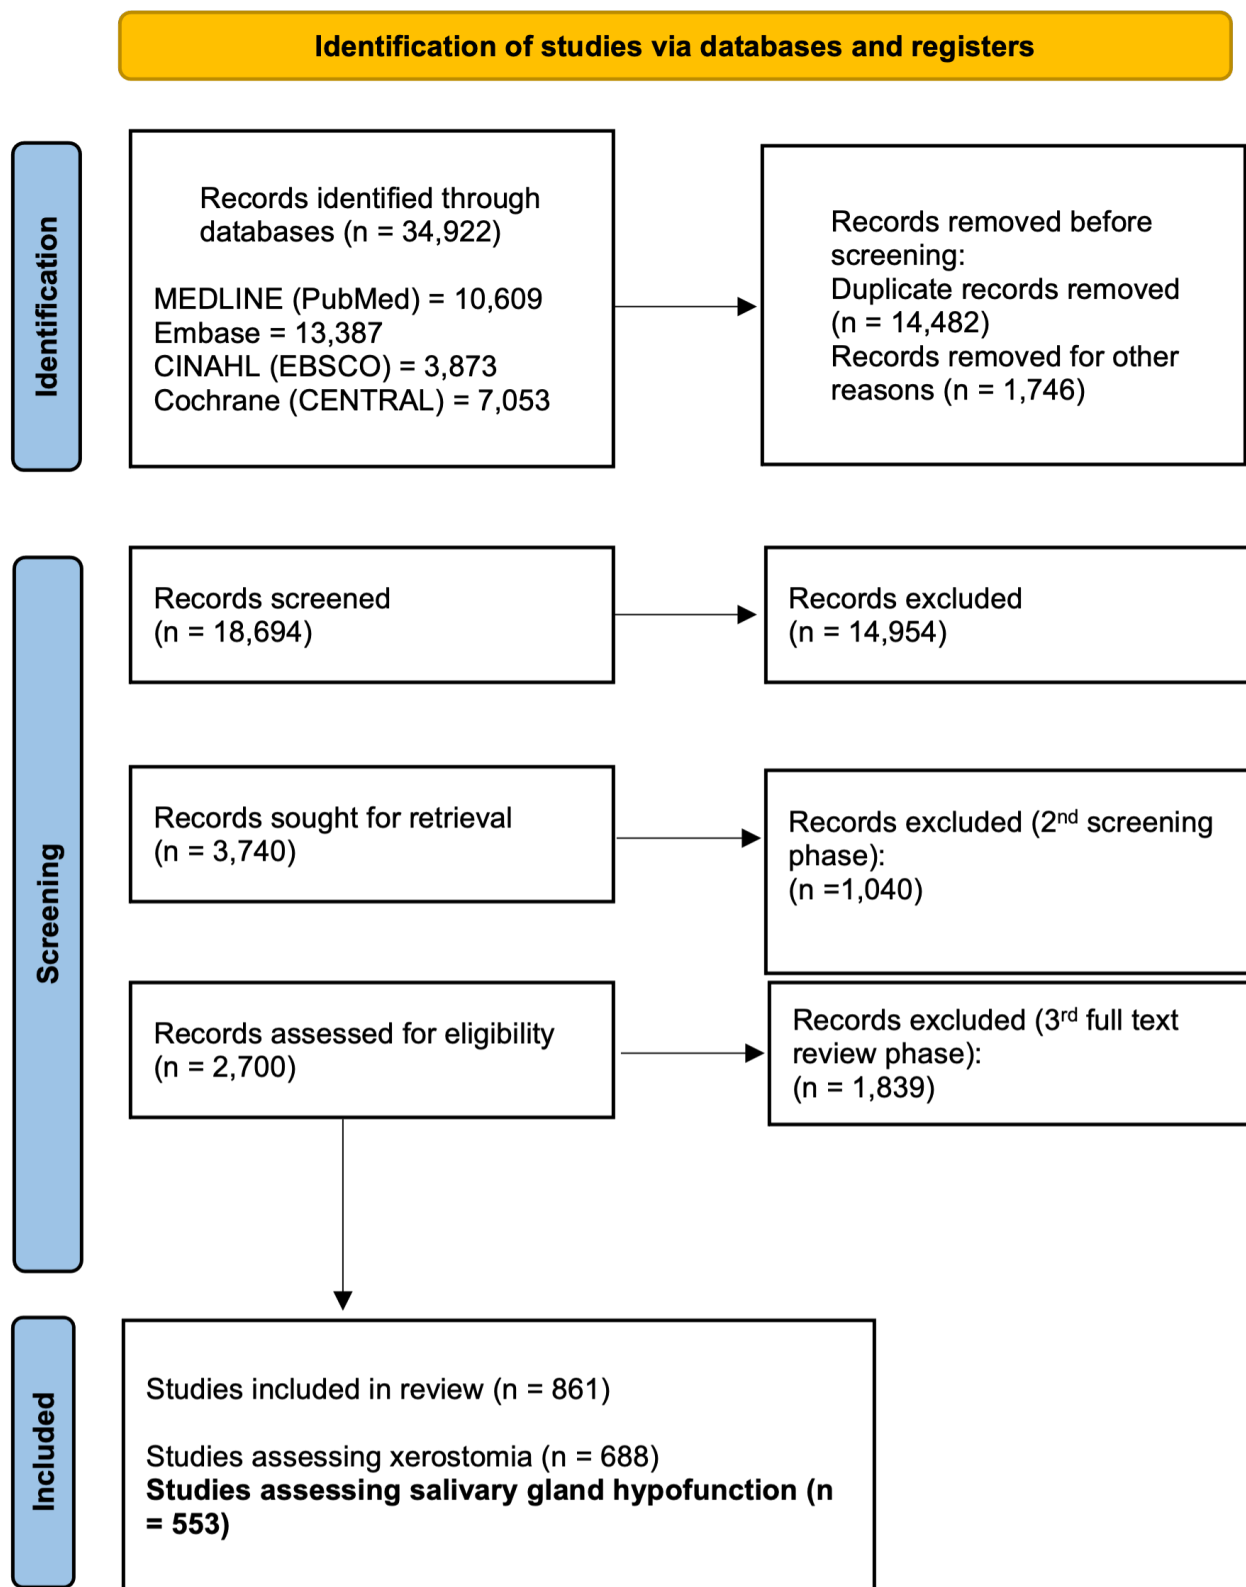 Identification of studies via databases and registers
Identification
Records identified through
databases (n = 34,922)
MEDLINE (PubMed) = 10,609
Embase = 13,387
CINAHL (EBSCO) = 3,873
Cochrane (CENTRAL) = 7,053
Records removed before
screening:
Duplicate records removed
(n = 14,482)
Records removed for other
reasons (n = 1,746)
Screening
Records screened
(n = 18,694)
Records excluded
(n = 14,954)
Records sought for retrieval
(n = 3,740)
Records excluded (2nd screening
phase):
(n =1,040)
Records assessed for eligibility
(n = 2,700)
Records excluded (3rd full text
review phase):
(n = 1,839)
Included
Studies included in review (n = 861)
Studies assessing xerostomia (n = 688)
Studies assessing salivary gland hypofunction (n
= 553)